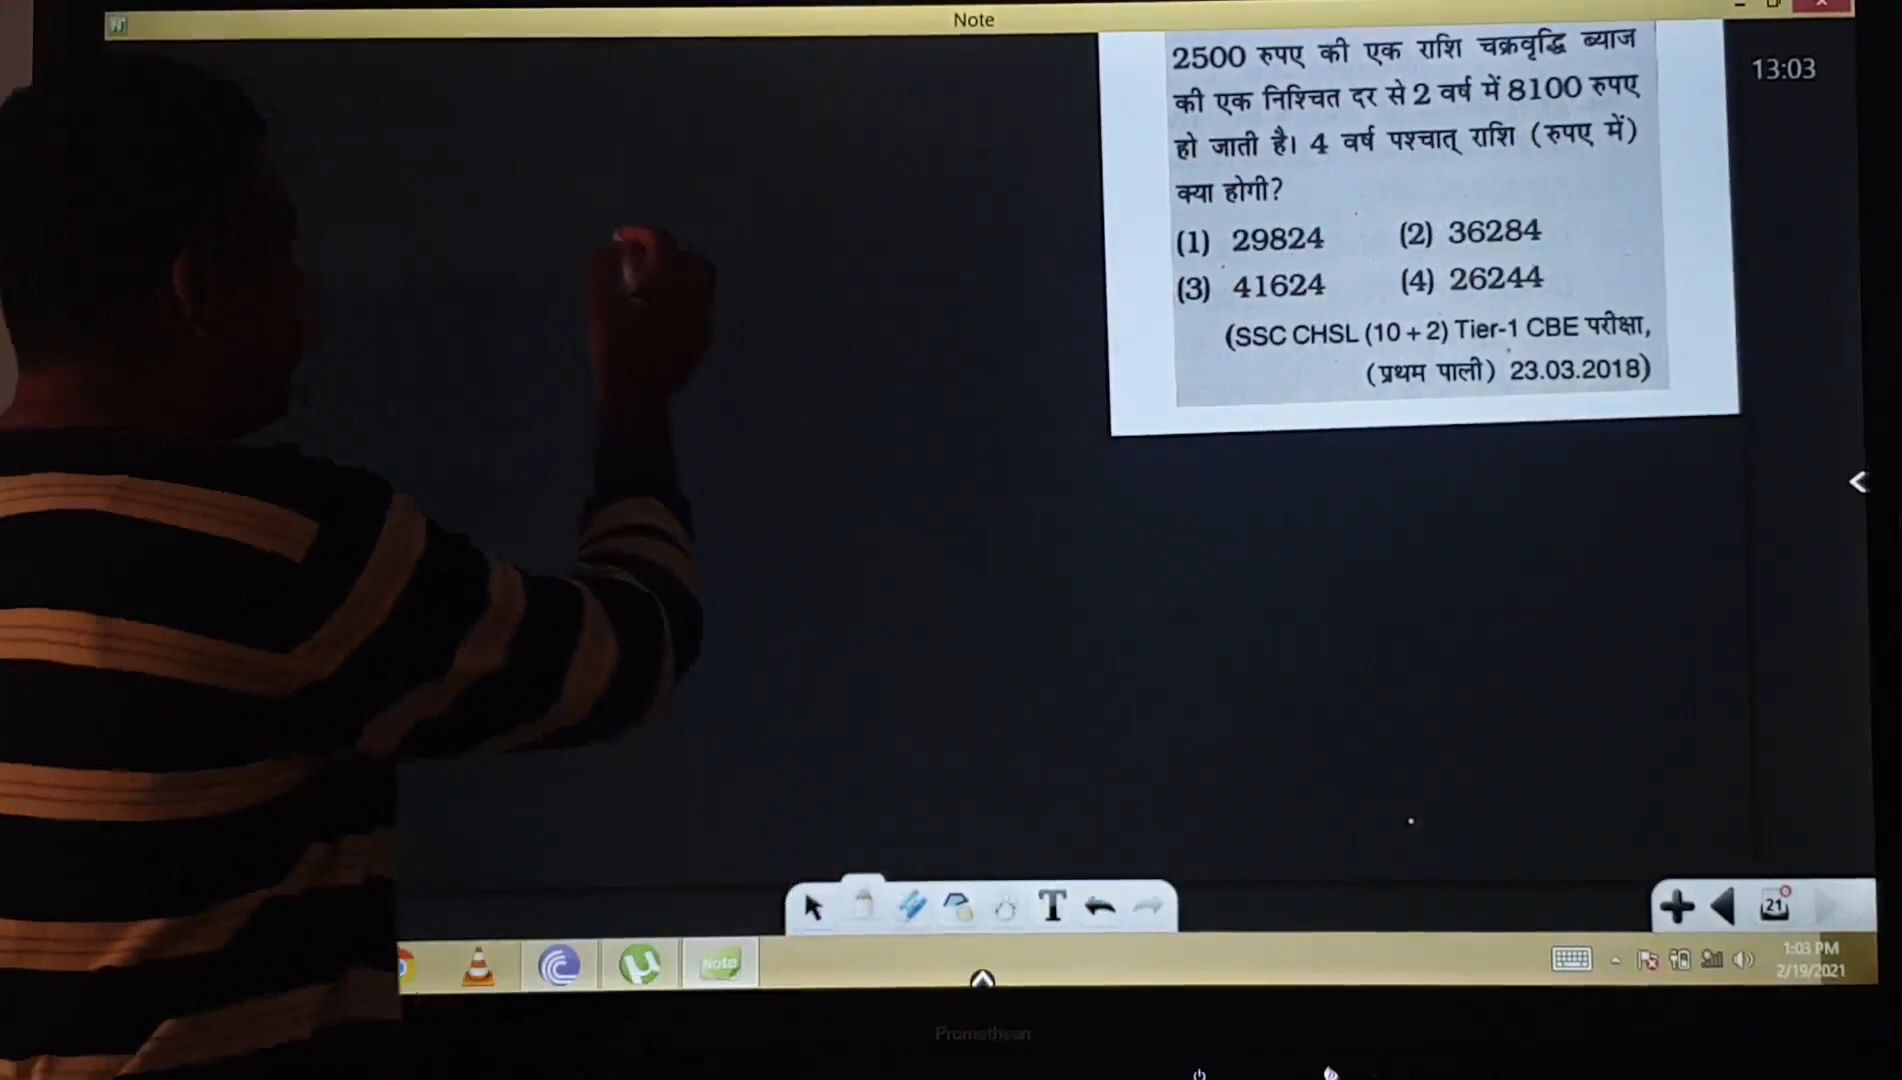 Note
2500 रुपए की एक राशि चक्रवृद्धि ब्याज
की एक निश्चित दर से 2 वर्ष में 8100 रुपए
हो जाती है। 4 वर्ष पश्चात् राशि (रुपए में)
क्या होगी?
(1) 29824 (2) 36284
(3) 41624 (4) 26244
(SSC CHSL (10+2) Tier-1 CBE परीक्षा,
(प्रथम पाली) 23.03.2018)
13:03
T
21
Note
1:03 PM
2/19/2021
Promethean